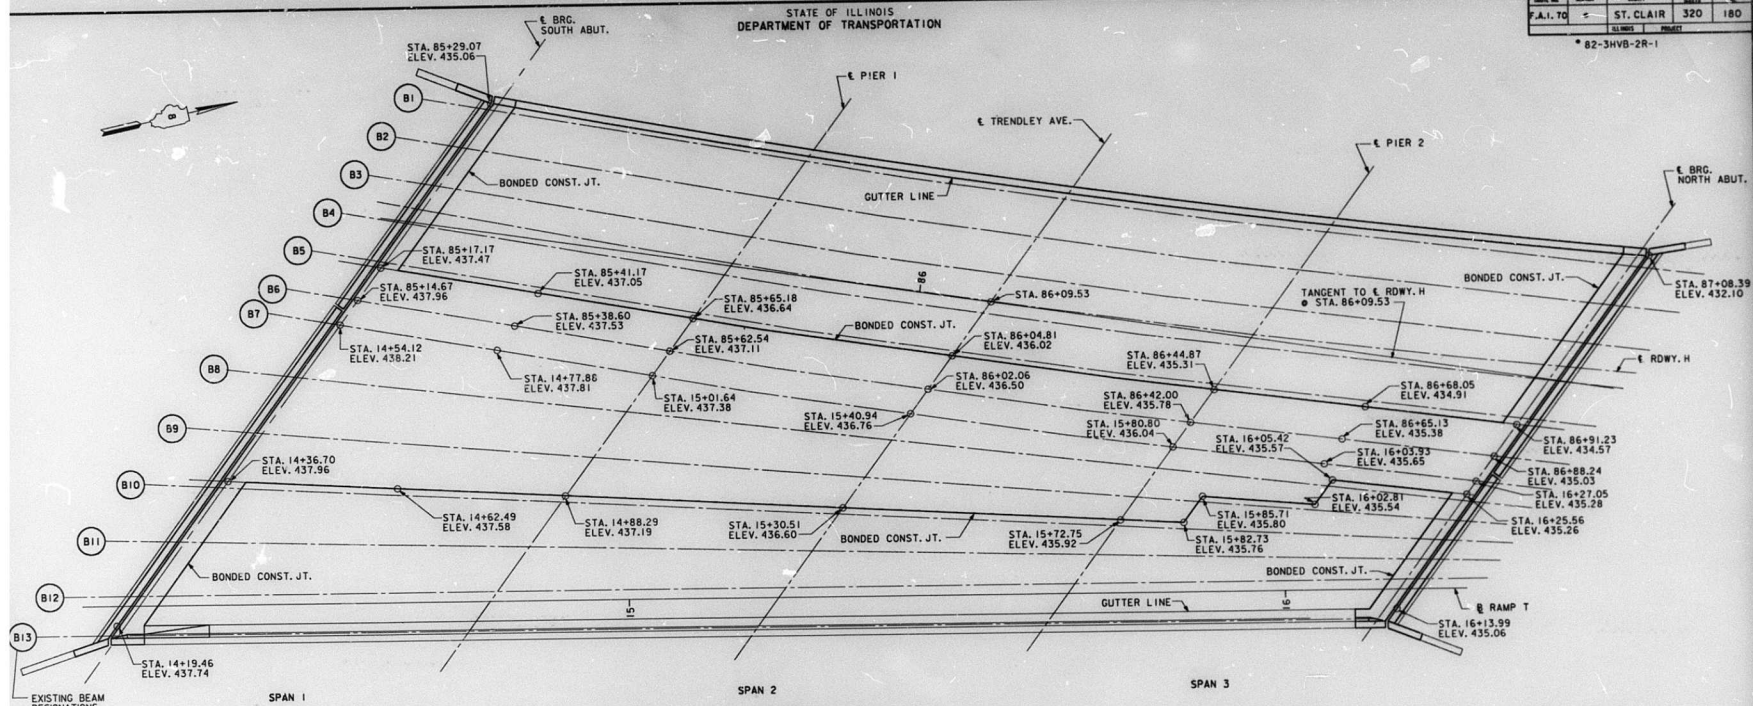 STATE OF ILLINOIS
DEPARTMENT OF TRANSPORTATION
F.A.I. 70
ST. CLAIR
320
180
ILLINOIS
PROJECT
* 82-3HVB-2R-1
℄ BRG.
SOUTH ABUT.
STA. 85+29.07
ELEV. 435.06
℄ PIER 1
℄ TRENDLEY AVE.
℄ PIER 2
℄ BRG.
NORTH ABUT.
B1
B2
B3
B4
B5
B6
B7
B8
B9
B10
B11
B12
B13
BONDED CONST. JT.
GUTTER LINE
STA. 85+17.17
ELEV. 437.47
STA. 85+41.17
ELEV. 437.05
86
STA. 86+09.53
TANGENT TO ℄ RDWY. H
@ STA. 86+09.53
BONDED CONST. JT.
STA. 87+08.39
ELEV. 432.10
STA. 85+14.67
ELEV. 437.96
STA. 85+65.18
ELEV. 436.64
STA. 85+38.60
ELEV. 437.53
BONDED CONST. JT.
STA. 85+62.54
ELEV. 437.11
STA. 86+04.81
ELEV. 436.02
STA. 86+44.87
ELEV. 435.31
℄ RDWY. H
STA. 14+54.12
ELEV. 438.21
STA. 14+77.86
ELEV. 437.81
STA. 15+01.64
ELEV. 437.38
STA. 86+02.06
ELEV. 436.50
STA. 86+68.05
ELEV. 434.91
STA. 86+42.00
ELEV. 435.78
STA. 15+40.94
ELEV. 436.76
STA. 15+80.80
ELEV. 436.04
STA. 86+65.13
ELEV. 435.38
STA. 16+05.42
ELEV. 435.57
STA. 86+91.23
ELEV. 434.57
STA. 16+03.93
ELEV. 435.65
STA. 86+88.24
ELEV. 435.03
STA. 14+36.70
ELEV. 437.96
STA. 16+02.81
ELEV. 435.54
STA. 16+27.05
ELEV. 435.28
STA. 14+62.49
ELEV. 437.58
STA. 14+88.29
ELEV. 437.19
STA. 15+30.51
ELEV. 436.60
BONDED CONST. JT.
STA. 15+72.75
ELEV. 435.92
STA. 15+85.71
ELEV. 435.80
STA. 15+82.73
ELEV. 435.76
STA. 16+25.56
ELEV. 435.26
BONDED CONST. JT.
BONDED CONST. JT.
15
GUTTER LINE
16
℄ RAMP T
STA. 16+13.99
ELEV. 435.06
STA. 14+19.46
ELEV. 437.74
EXISTING BEAM
DESIGNATIONS
SPAN 1
SPAN 2
SPAN 3